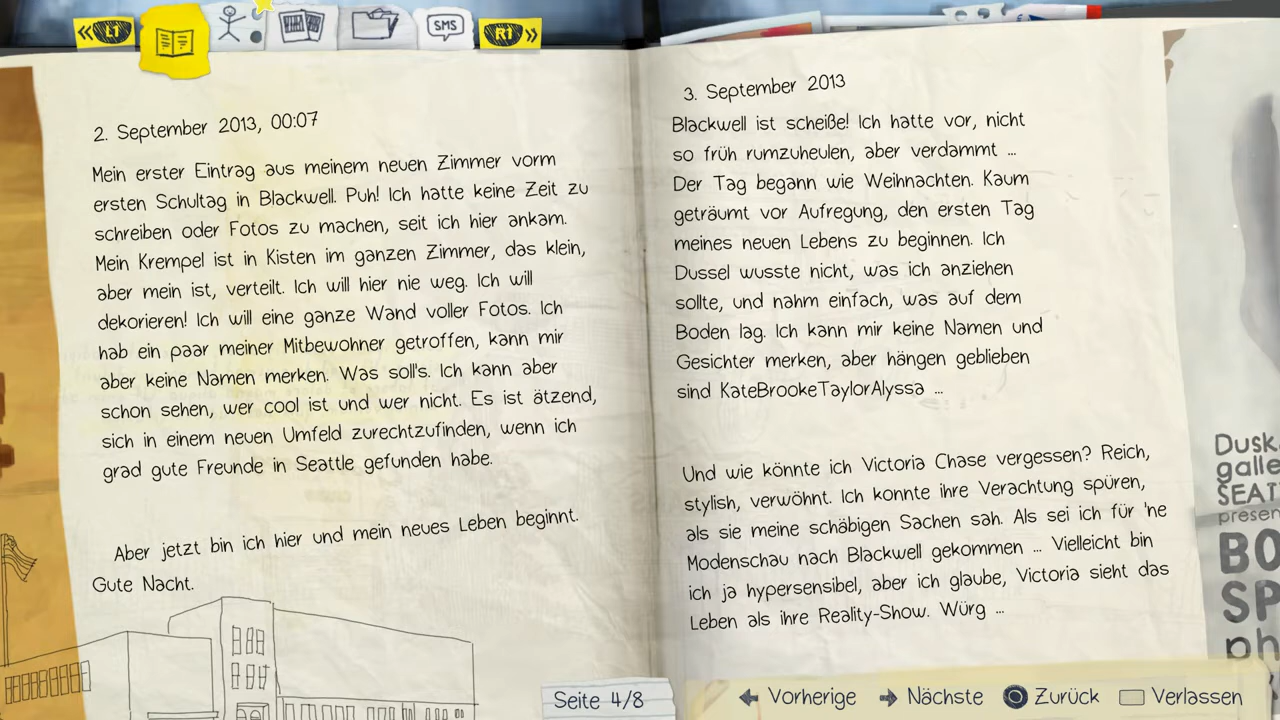 L1
SMS
R1
2. September 2013, 00:07
Mein erster Eintrag aus meinem neuen Zimmer vorm
ersten Schultag in Blackwell. Puh! Ich hatte keine Zeit zu
schreiben oder Fotos zu machen, seit ich hier ankam.
Mein Krempel ist in Kisten im ganzen Zimmer, das klein,
aber mein ist, verteilt. Ich will hier nie weg. Ich will
dekorieren! Ich will eine ganze Wand voller Fotos. Ich
hab ein paar meiner Mitbewohner getroffen, kann mir
aber keine Namen merken. Was soll's. Ich kann aber
schon sehen, wer cool ist und wer nicht. Es ist ätzend,
sich in einem neuen Umfeld zurechtzufinden, wenn ich
grad gute Freunde in Seattle gefunden habe.
Aber jetzt bin ich hier und mein neues Leben beginnt.
Gute Nacht.
3. September 2013
Blackwell ist scheiße! Ich hatte vor, nicht
so früh rumzuheulen, aber verdammt ...
Der Tag begann wie Weihnachten. Kaum
geträumt vor Aufregung, den ersten Tag
meines neuen Lebens zu beginnen. Ich
Dussel wusste nicht, was ich anziehen
sollte, und nahm einfach, was auf dem
Boden lag. Ich kann mir keine Namen und
Gesichter merken, aber hängen geblieben
sind KateBrookeTaylorAlyssa ...
Und wie könnte ich Victoria Chase vergessen? Reich,
stylish, verwöhnt. Ich konnte ihre Verachtung spüren,
als sie meine schäbigen Sachen sah. Als sei ich für 'ne
Modenschau nach Blackwell gekommen ... Vielleicht bin
ich ja hypersensibel, aber ich glaube, Victoria sieht das
Leben als ihre Reality-Show. Würg ...
Seite 4/8
Vorherige
Nächste
Zurück
Verlassen